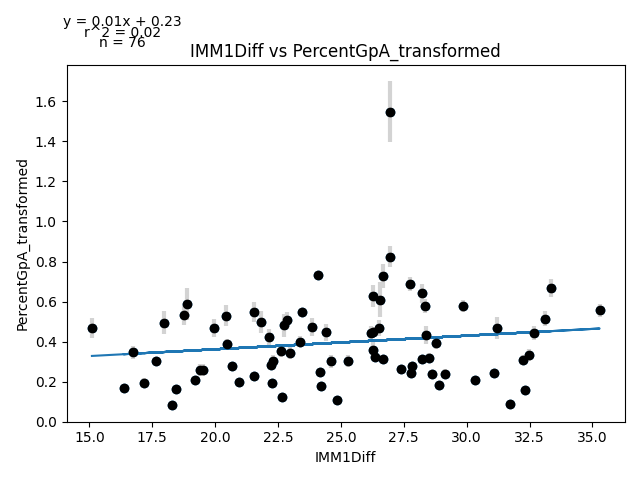 y = 0.01x + 0.23
r^2 = 0.02
n = 76
IMM1Diff vs PercentGpA_transformed
PercentGpA_transformed
1.6
1.4
1.2
1.0
0.8
0.6
0.4
0.2
0.0
15.0 17.5 20.0 22.5 25.0 27.5 30.0 32.5 35.0
IMM1Diff